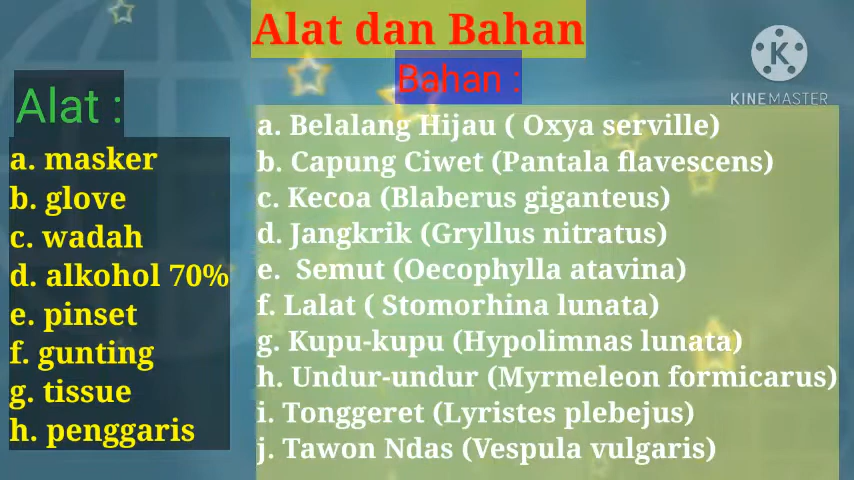 Alat dan Bahan
KINEMASTER
Alat :
a. masker
b. glove
c. wadah
d. alkohol 70%
e. pinset
f. gunting
g. tissue
h. penggaris
Bahan :
a. Belalang Hijau ( Oxya serville)
b. Capung Ciwet (Pantala flavescens)
c. Kecoa (Blaberus giganteus)
d. Jangkrik (Gryllus nitratus)
e. Semut (Oecophylla atavina)
f. Lalat ( Stomorhina lunata)
g. Kupu-kupu (Hypolimnas lunata)
h. Undur-undur (Myrmeleon formicarus)
i. Tonggeret (Lyristes plebejus)
j. Tawon Ndas (Vespula vulgaris)